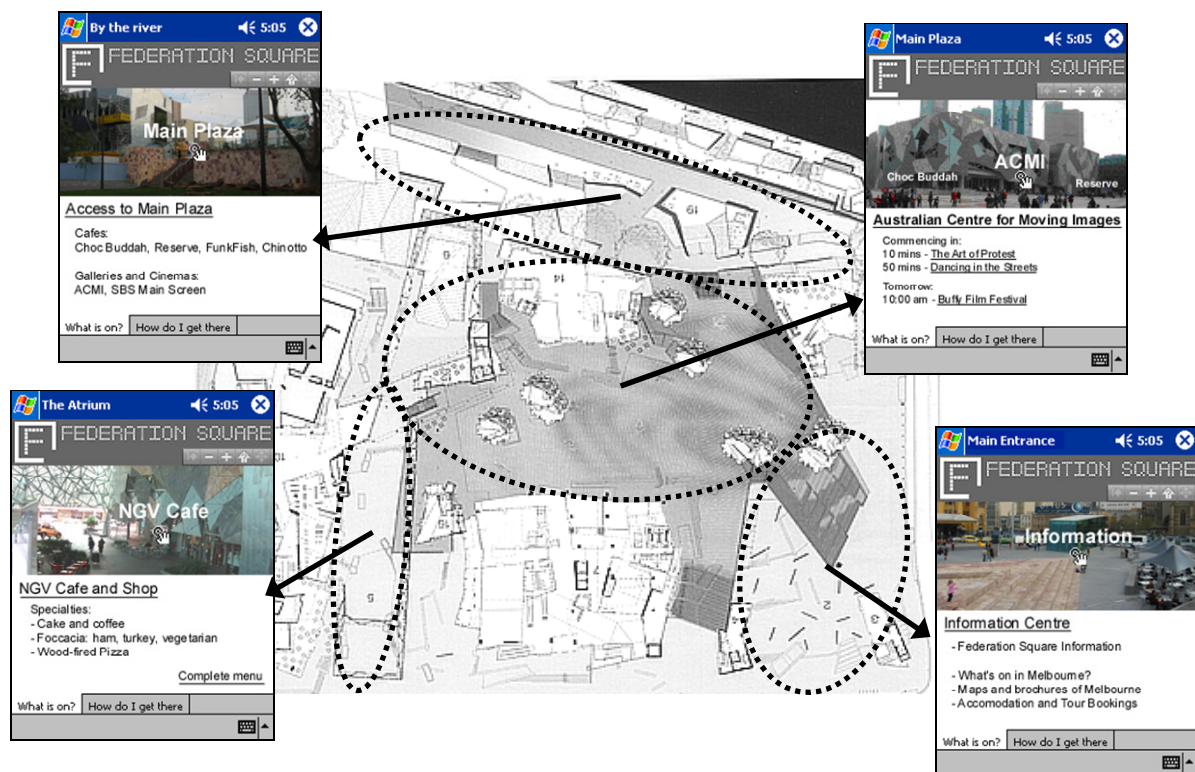 By the river 5:05
FEDERATION SQUARE
Main Plaza
Access to Main Plaza
Cafes:
Choc Buddah, Reserve, FunkFish, Chinotto
Galleries and Cinemas:
ACMI, SBS Main Screen
What is on? How do I get there
Main Plaza 5:05
FEDERATION SQUARE
ACMI
Choc Buddah
Reserve
Australian Centre for Moving Images
Commencing in:
10 mins - The Art of Protest
50 mins - Dancing in the Streets
Tomorrow:
10:00 am - Buffy Film Festival
What is on? How do I get there
The Atrium 5:05
FEDERATION SQUARE
NGV Cafe
NGV Cafe and Shop
Specialties:
- Cake and coffee
- Foccacia: ham, turkey, vegetarian
- Wood-fired Pizza
Complete menu
What is on? How do I get there
Main Entrance 5:05
FEDERATION SQUARE
Information
Information Centre
- Federation Square Information
- What's on in Melbourne?
- Maps and brochures of Melbourne
- Accomodation and Tour Bookings
What is on? How do I get there
19
14
15
5
4
2
3